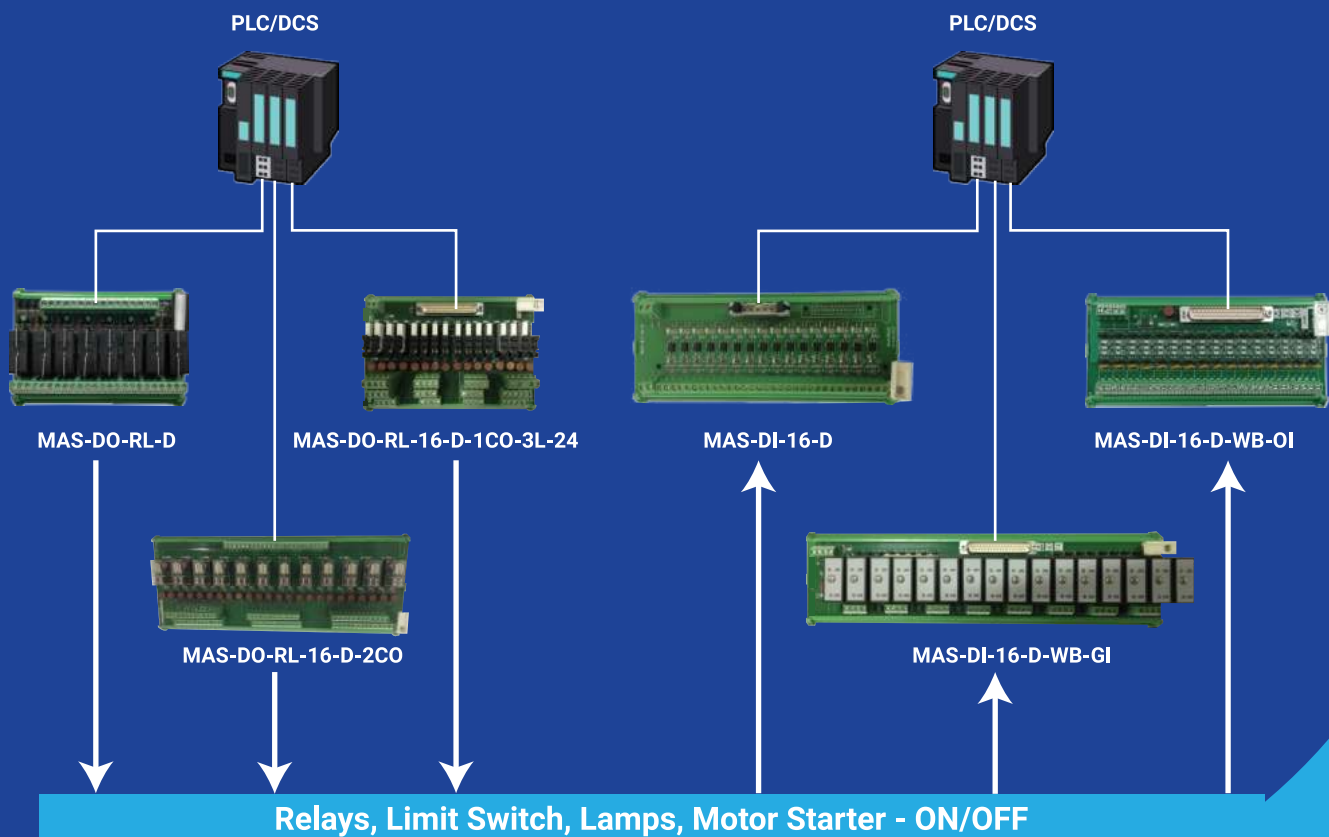 PLC/DCS
PLC/DCS
MAS-DO-RL-D
MAS-DO-RL-16-D-1CO-3L-24
MAS-DI-16-D
MAS-DI-16-D-WB-OI
MAS-DO-RL-16-D-2CO
MAS-DI-16-D-WB-GI
Relays, Limit Switch, Lamps, Motor Starter - ON/OFF